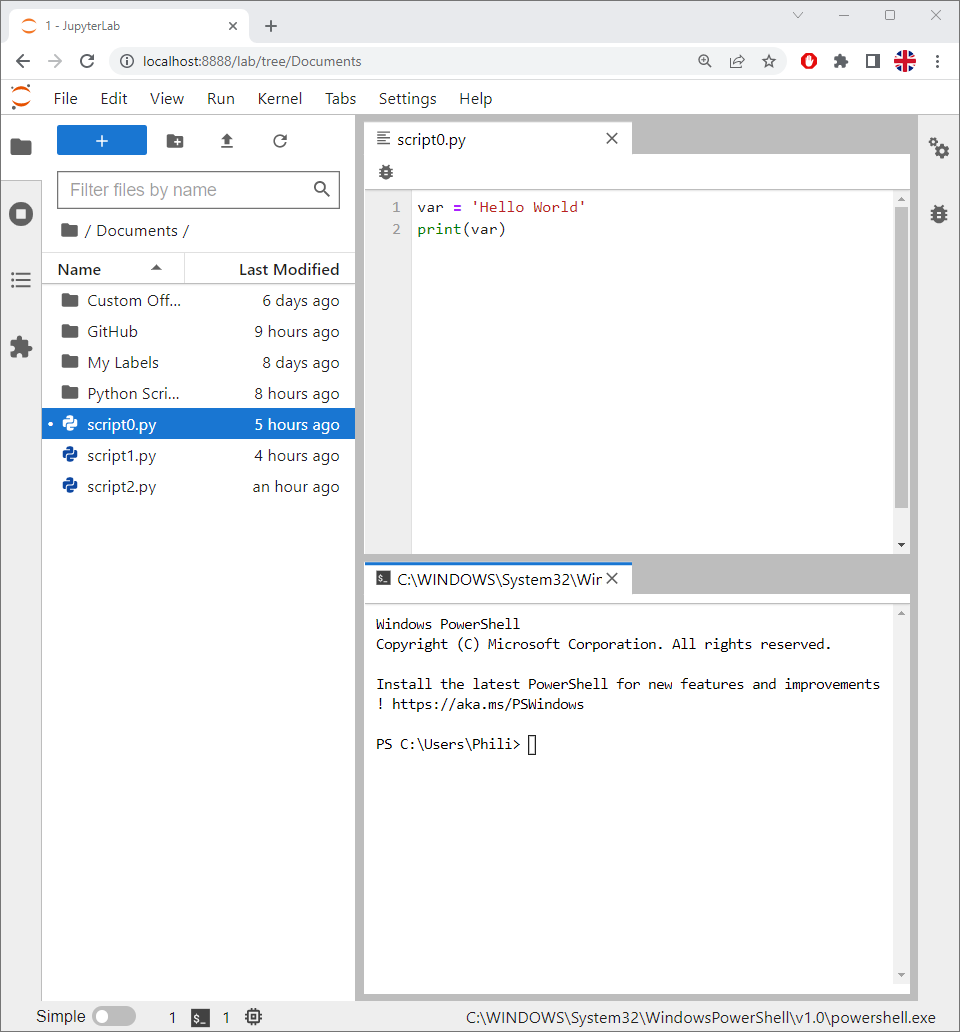 1 - JupyterLab
localhost:8888/lab/tree/Documents
File Edit View Run Kernel Tabs Settings Help
+
Filter files by name
/ Documents /
Name Last Modified
Custom Off... 6 days ago
GitHub 9 hours ago
My Labels 8 days ago
Python Scri... 8 hours ago
script0.py 5 hours ago
script1.py 4 hours ago
script2.py an hour ago
script0.py
1 var = 'Hello World'
2 print(var)
C:\WINDOWS\System32\Wir
Windows PowerShell
Copyright (C) Microsoft Corporation. All rights reserved.
Install the latest PowerShell for new features and improvements
! https://aka.ms/PSWindows
PS C:\Users\Phili>
Simple 1 $_ 1 C:\WINDOWS\System32\WindowsPowerShell\v1.0\powershell.exe